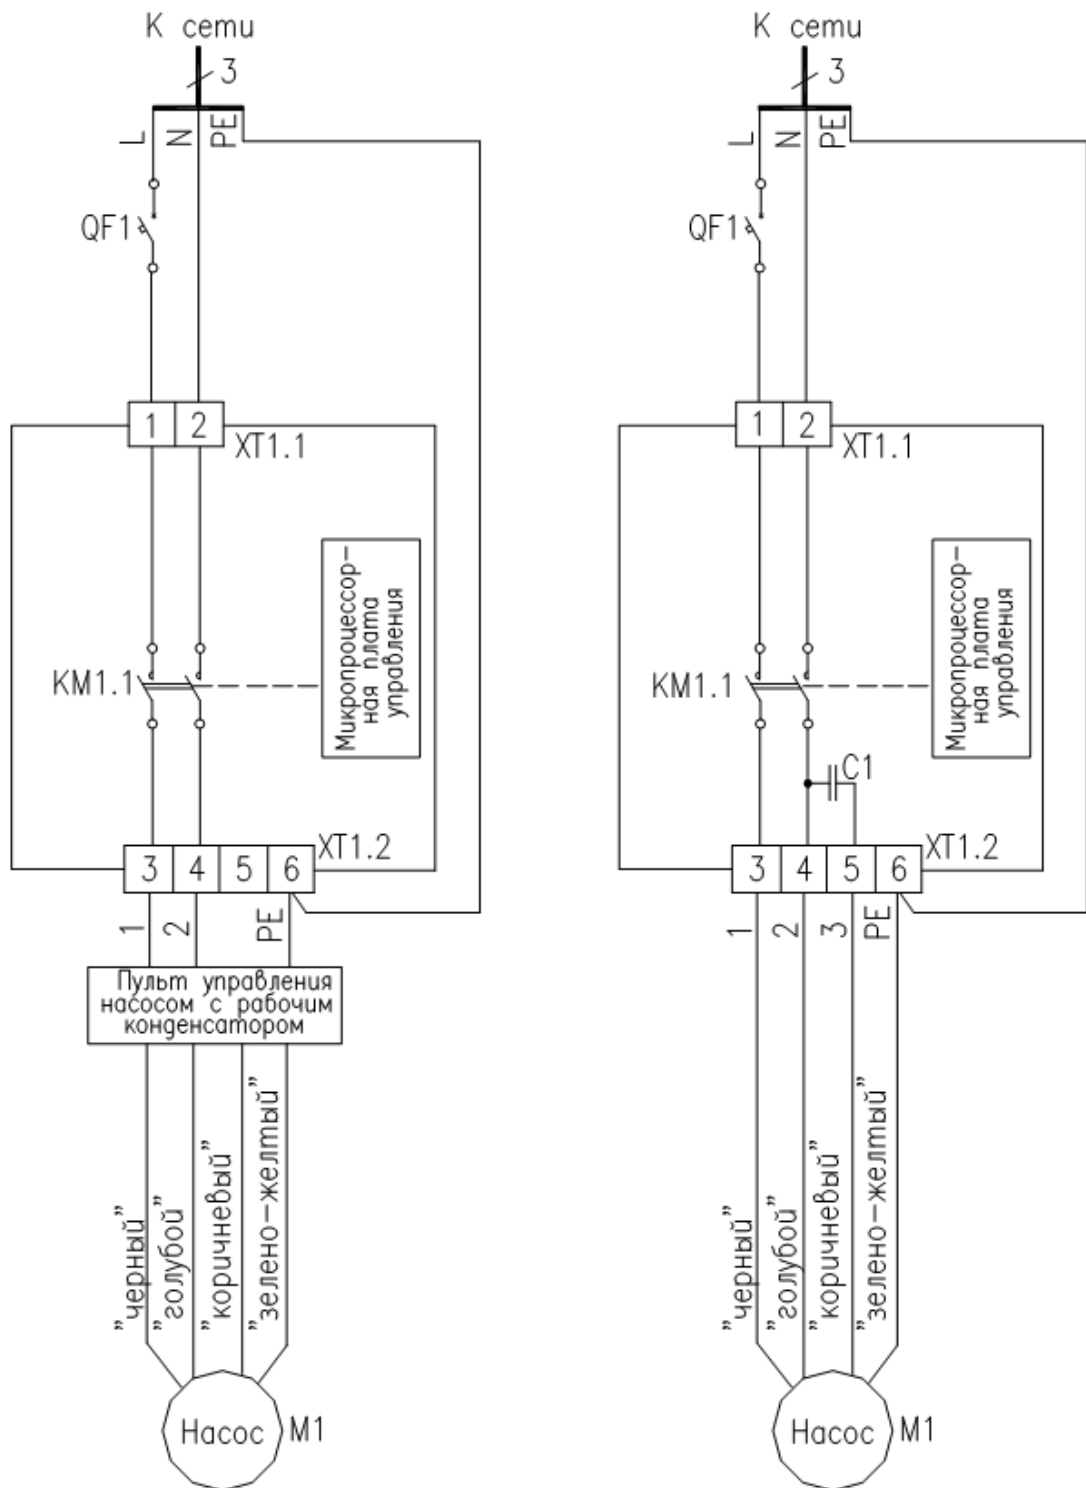 К сети
3
L
N
PE
QF1
1
2
XT1.1
Микропроцессор-
ная плата
управления
KM1.1
3
4
5
6
XT1.2
1
2
PE
Пульт управления
насосом с рабочим
конденсатором
"черный"
"голубой"
"коричневый"
"зелено-желтый"
Насос
M1
К сети
3
L
N
PE
QF1
1
2
XT1.1
Микропроцессор-
ная плата
управления
KM1.1
C1
3
4
5
6
XT1.2
1
2
3
PE
"черный"
"голубой"
"коричневый"
"зелено-желтый"
Насос
M1